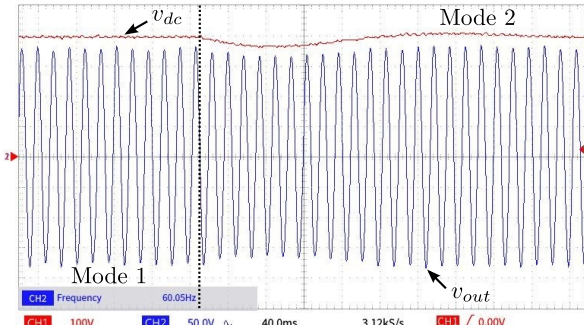 v_dc
Mode 2
2
Mode 1
CH2 Frequency 60.05Hz
v_out
CH1 100V CH2 50.0V ∿ 40.0ms 3.12kS/s CH1 / 0.00V